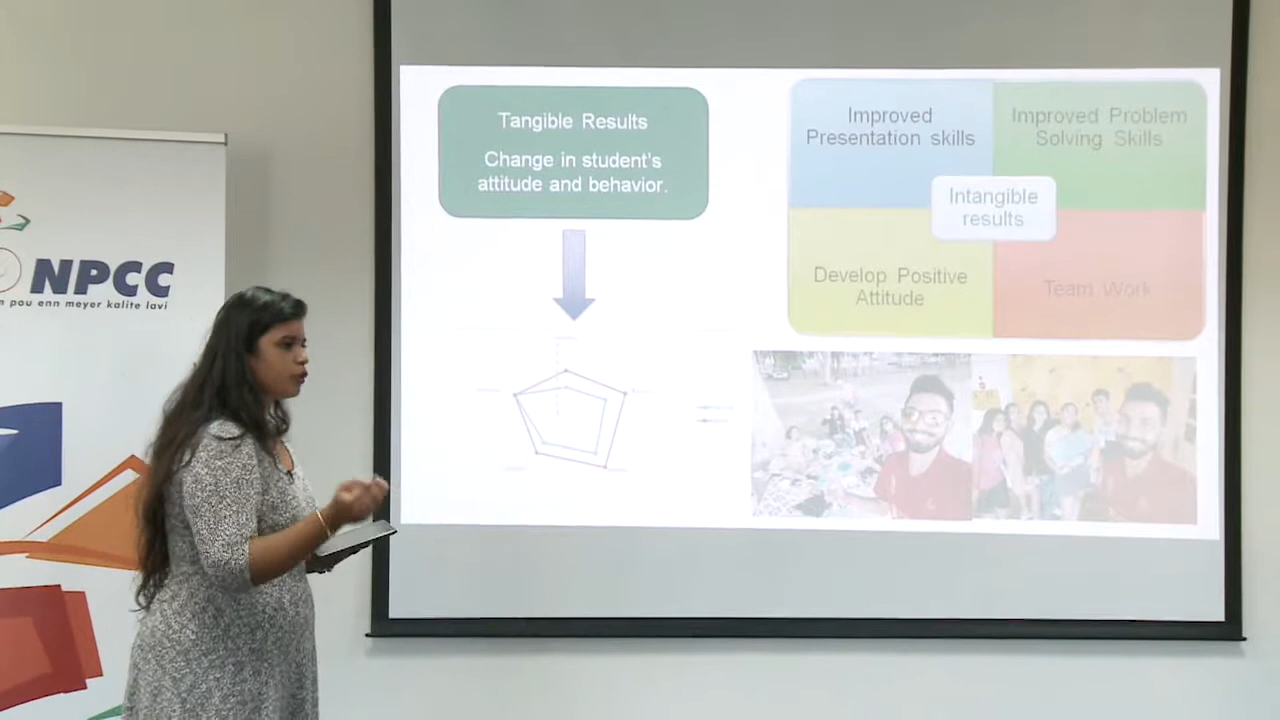 NPCC
pou enn meyer kalite lavi
Tangible Results
Change in student's
attitude and behavior.
Improved
Presentation skills
Improved Problem
Solving Skills
Intangible
results
Develop Positive
Attitude
Team Work